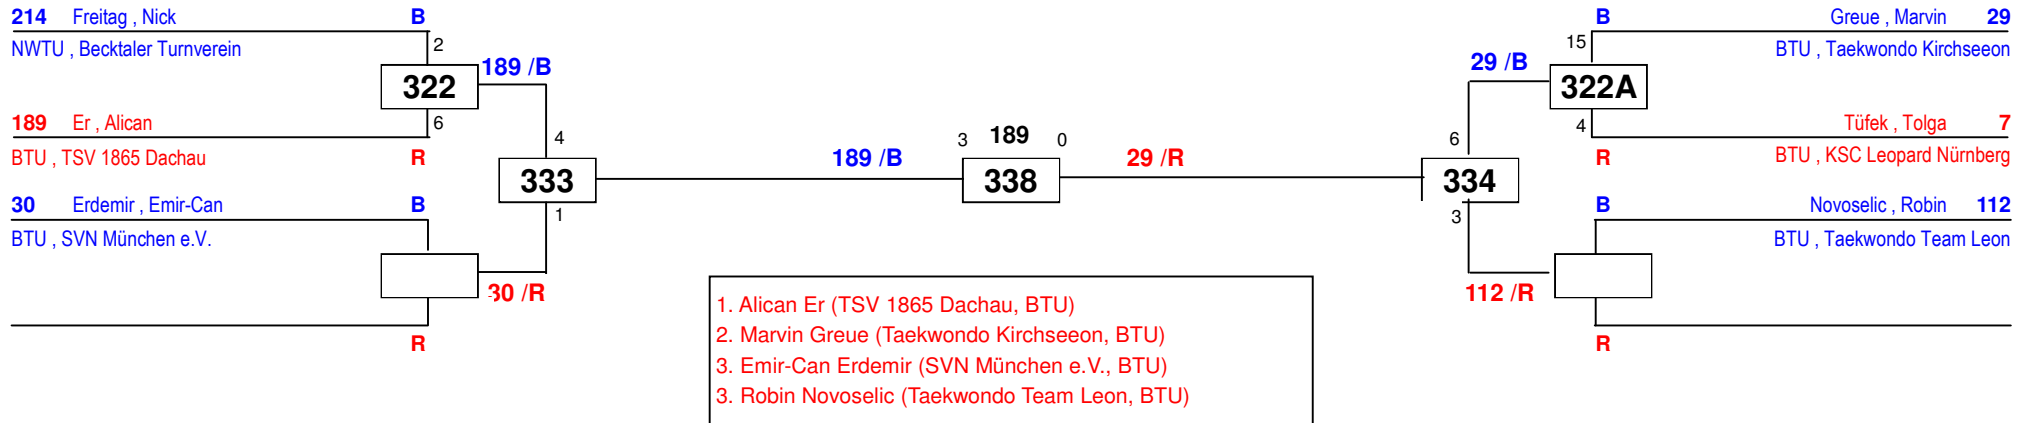 214 Freitag , Nick B
NWTU , Becktaler Turnverein
2
322
189 /B
6
189 Er , Alican
BTU , TSV 1865 Dachau R
30 Erdemir , Emir-Can B
BTU , SVN München e.V.
30 /R
R
4
333
1
189 /B
3 189 0
338
29 /R
1. Alican Er (TSV 1865 Dachau, BTU)
2. Marvin Greue (Taekwondo Kirchseeon, BTU)
3. Emir-Can Erdemir (SVN München e.V., BTU)
3. Robin Novoselic (Taekwondo Team Leon, BTU)
6
334
3
B Greue , Marvin 29
BTU , Taekwondo Kirchseeon
15
29 /B
322A
4
Tüfek , Tolga 7
R BTU , KSC Leopard Nürnberg
B Novoselic , Robin 112
BTU , Taekwondo Team Leon
112 /R
R